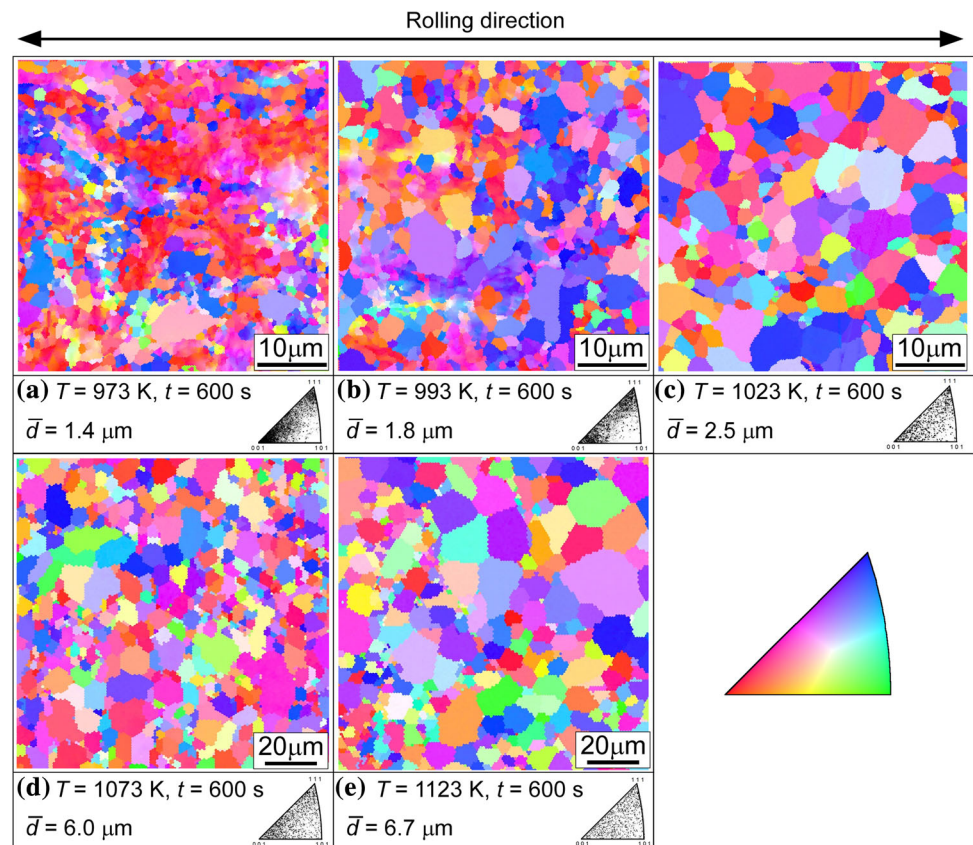 Rolling direction
10μm
10μm
10μm
(a) T = 973 K, t = 600 s
d̄ = 1.4 μm
111
001 101
(b) T = 993 K, t = 600 s
d̄ = 1.8 μm
111
001 101
(c) T = 1023 K, t = 600 s
d̄ = 2.5 μm
111
001 101
20μm
20μm
(d) T = 1073 K, t = 600 s
d̄ = 6.0 μm
111
001 101
(e) T = 1123 K, t = 600 s
d̄ = 6.7 μm
111
001 101